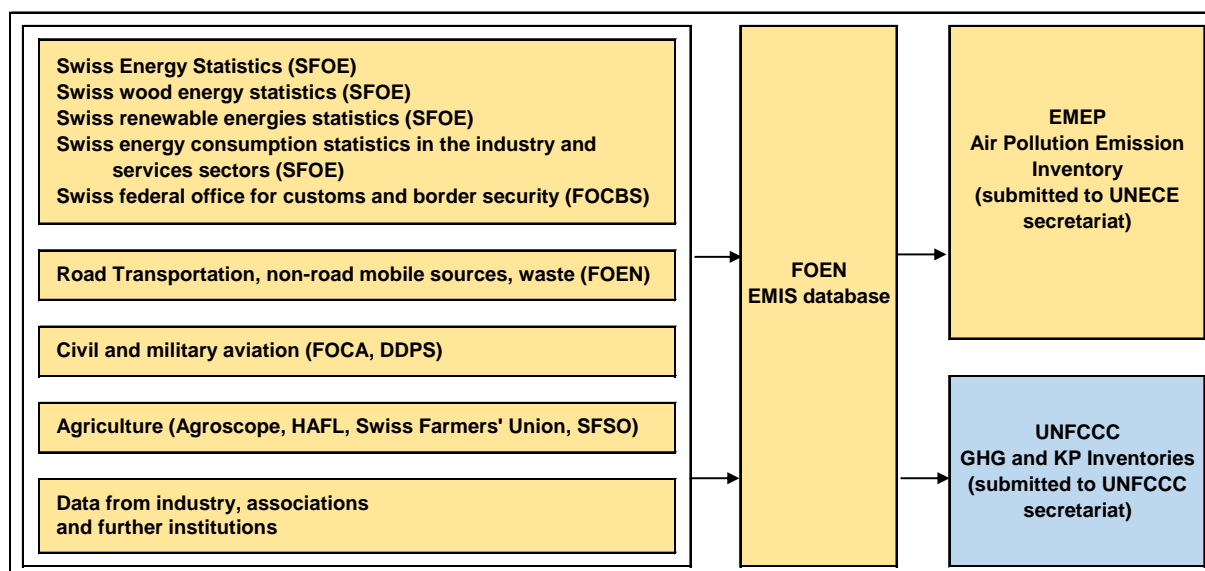 Swiss Energy Statistics (SFOE)
Swiss wood energy statistics (SFOE)
Swiss renewable energies statistics (SFOE)
Swiss energy consumption statistics in the industry and
services sectors (SFOE)
Swiss federal office for customs and border security (FOCBS)
Road Transportation, non-road mobile sources, waste (FOEN)
Civil and military aviation (FOCA, DDPS)
Agriculture (Agroscope, HAFL, Swiss Farmers' Union, SFSO)
Data from industry, associations
and further institutions
FOEN
EMIS database
EMEP
Air Pollution Emission
Inventory
(submitted to UNECE
secretariat)
UNFCCC
GHG and KP Inventories
(submitted to UNFCCC
secretariat)